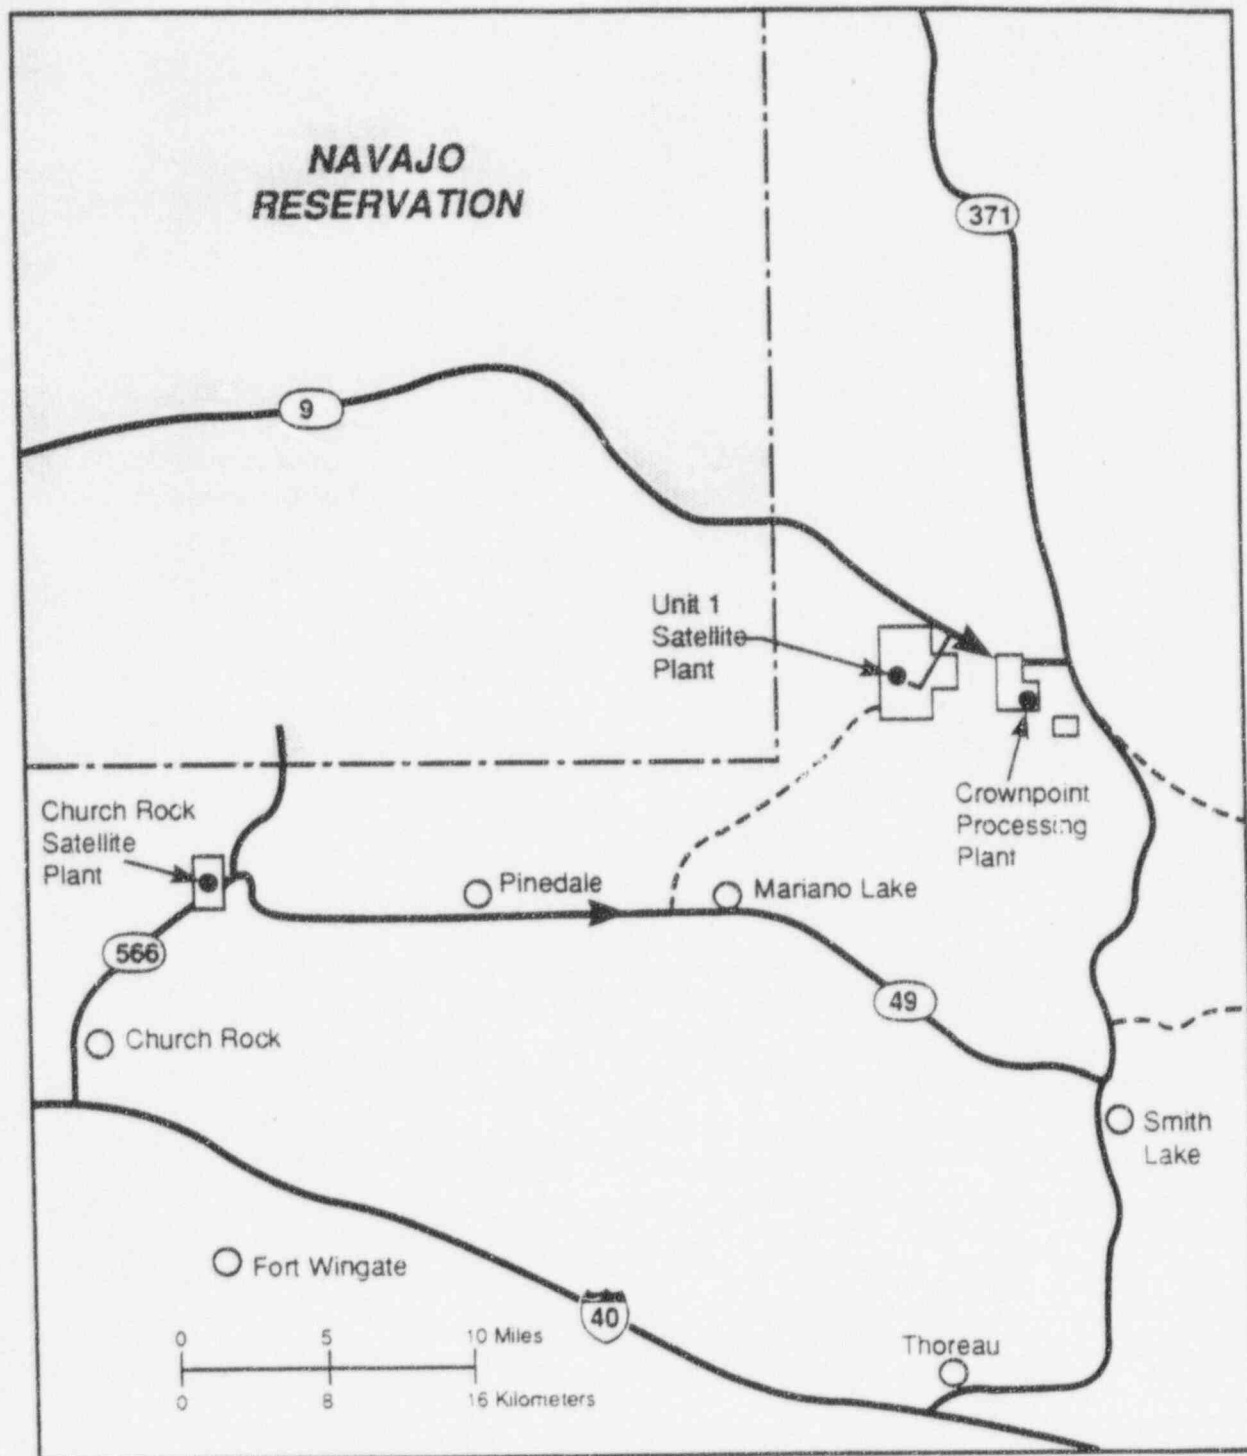 NAVAJO
RESERVATION
371
9
Unit 1
Satellite
Plant
Crownpoint
Processing
Plant
Church Rock
Satellite
Plant
Pinedale
Mariano Lake
566
49
Church Rock
Smith
Lake
Fort Wingate
40
0 5 10 Miles
0 8 16 Kilometers
Thoreau